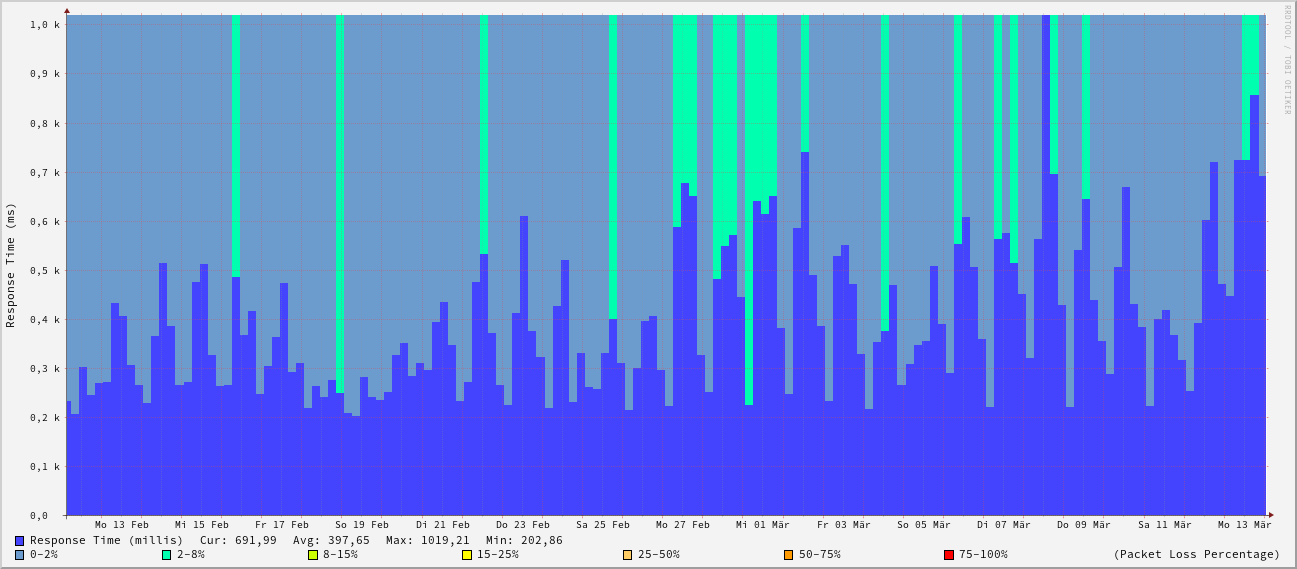 RRDTOOL / TOBI OETIKER
Response Time (ms)
1,0 k
0,9 k
0,8 k
0,7 k
0,6 k
0,5 k
0,4 k
0,3 k
0,2 k
0,1 k
0,0
Mo 13 Feb Mi 15 Feb Fr 17 Feb So 19 Feb Di 21 Feb Do 23 Feb Sa 25 Feb Mo 27 Feb Mi 01 Mär Fr 03 Mär So 05 Mär Di 07 Mär Do 09 Mär Sa 11 Mär Mo 13 Mär
Response Time (millis) Cur: 691,99 Avg: 397,65 Max: 1019,21 Min: 202,86
0-2% 2-8% 8-15% 15-25% 25-50% 50-75% 75-100% (Packet Loss Percentage)